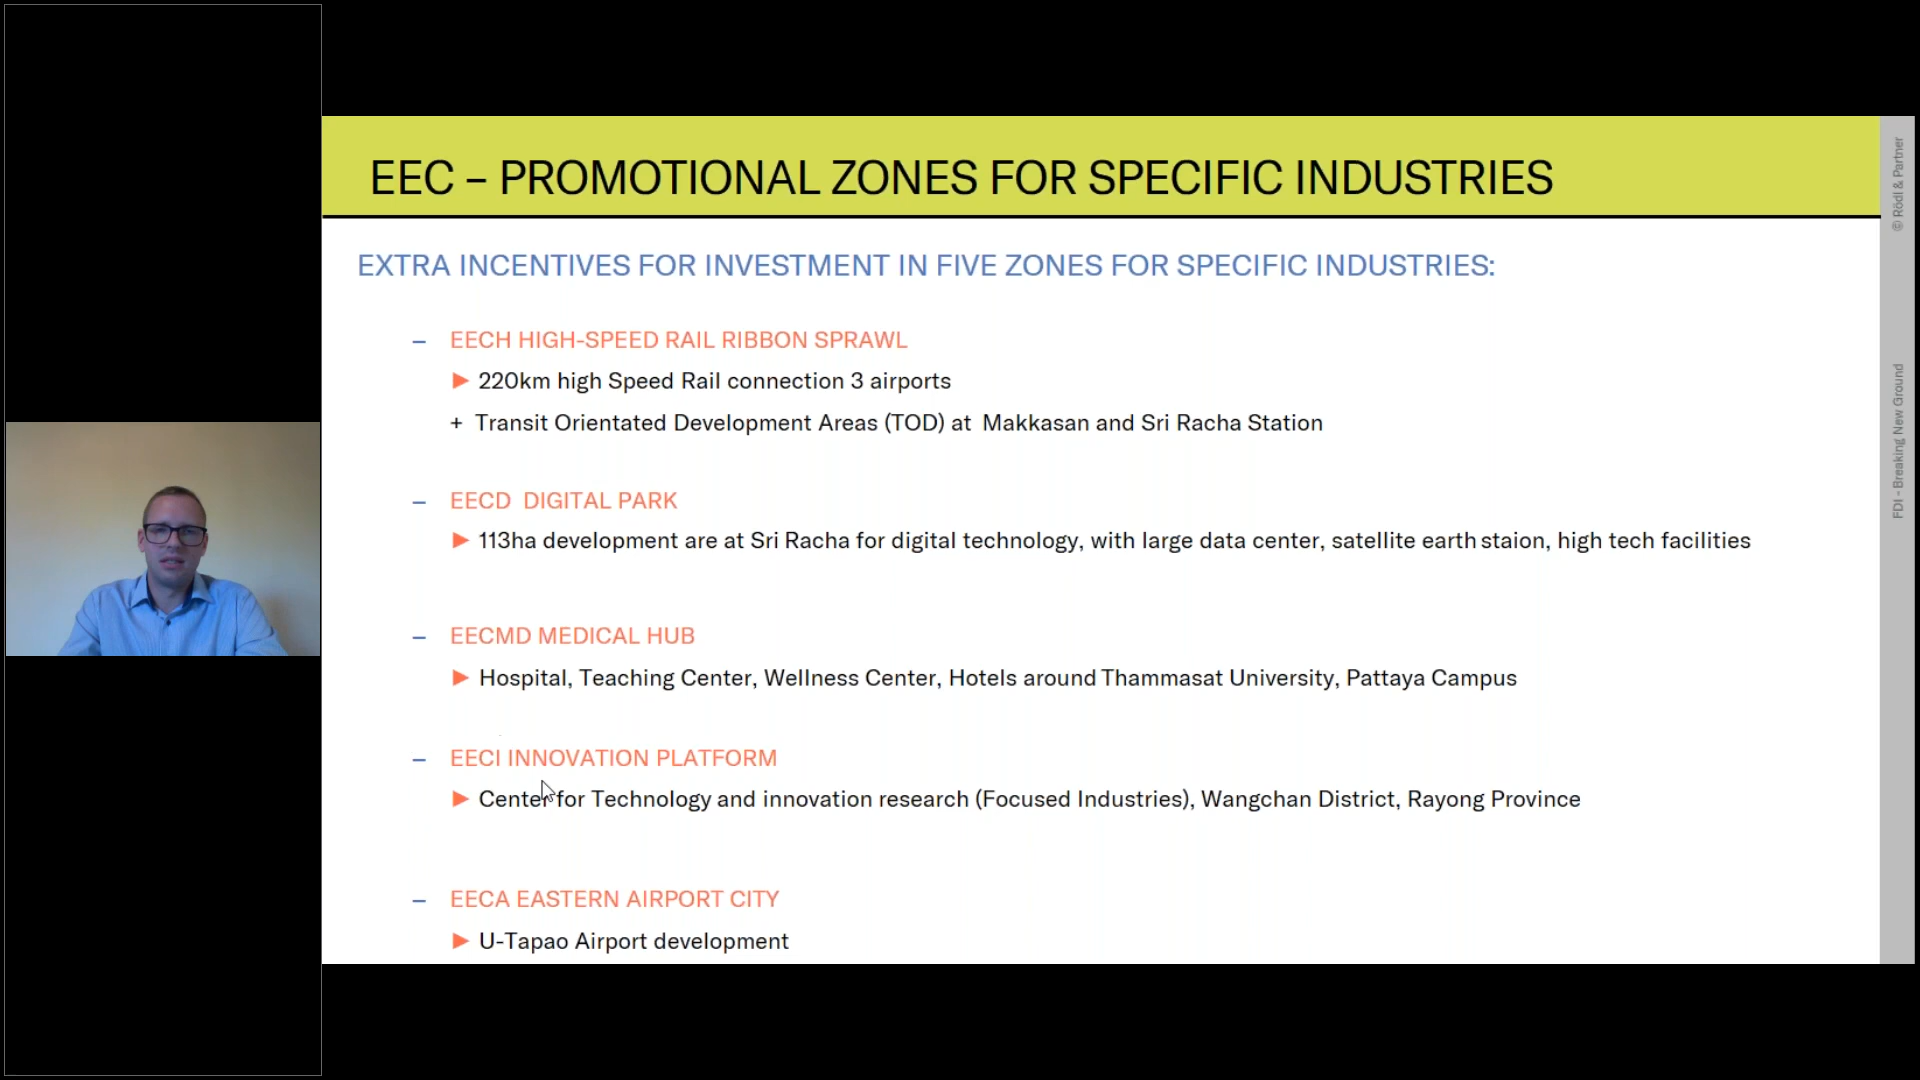 EEC – PROMOTIONAL ZONES FOR SPECIFIC INDUSTRIES
EXTRA INCENTIVES FOR INVESTMENT IN FIVE ZONES FOR SPECIFIC INDUSTRIES:
– EECH HIGH-SPEED RAIL RIBBON SPRAWL
► 220km high Speed Rail connection 3 airports
+ Transit Orientated Development Areas (TOD) at Makkasan and Sri Racha Station
– EECD DIGITAL PARK
► 113ha development are at Sri Racha for digital technology, with large data center, satellite earth staion, high tech facilities
– EECMD MEDICAL HUB
► Hospital, Teaching Center, Wellness Center, Hotels around Thammasat University, Pattaya Campus
– EECI INNOVATION PLATFORM
► Center for Technology and innovation research (Focused Industries), Wangchan District, Rayong Province
– EECA EASTERN AIRPORT CITY
► U-Tapao Airport development
© Rödl & Partner
FDI - Breaking New Ground